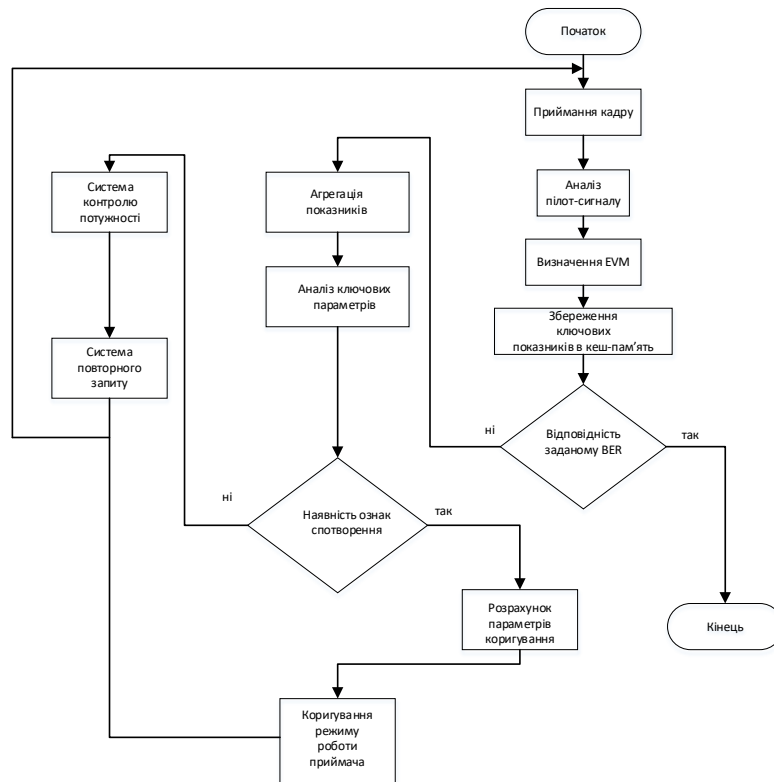 Початок
Приймання кадру
Аналіз
пілот-сигналу
Визначення EVM
Збереження
ключових
показників в кеш-пам'ять
Відповідність
заданому BER
ні
так
Кінець
Агрегація
показників
Аналіз ключових
параметрів
Наявність ознак
спотворення
ні
так
Система
контролю
потужності
Система
повторного
запиту
Розрахунок
параметрів
коригування
Коригування
режиму
роботи
приймача